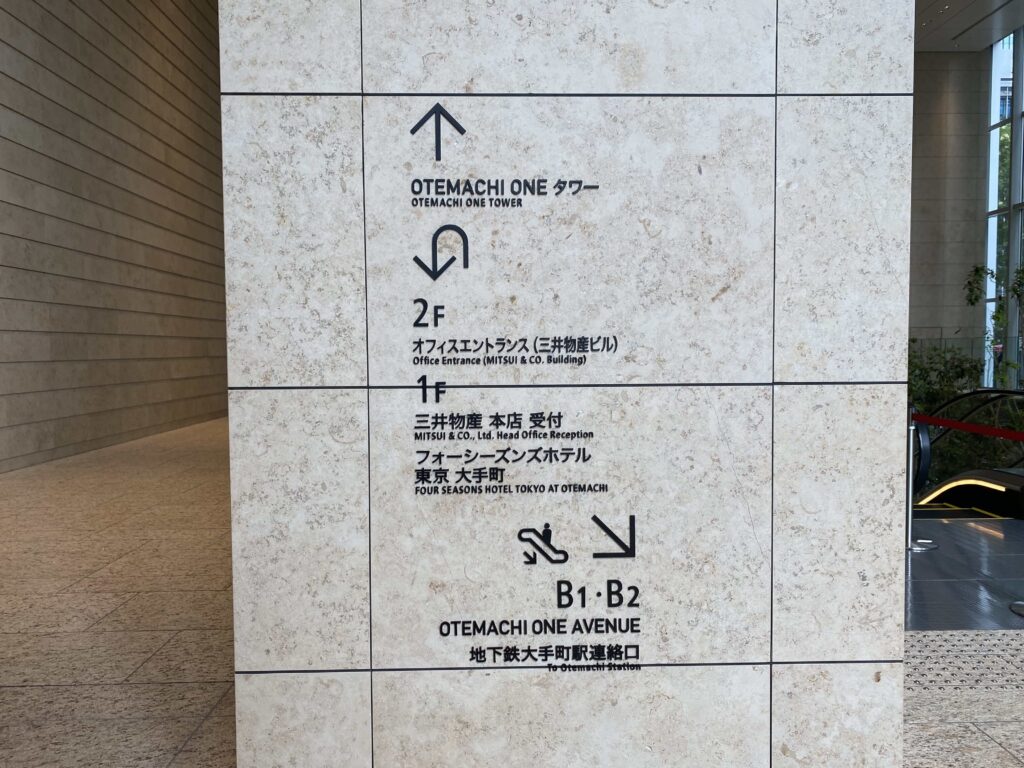 OTEMACHI ONE タワー
OTEMACHI ONE TOWER
2F
オフィスエントランス(三井物産ビル)
Office Entrance (MITSUI & CO. Building)
1F
三井物産 本店 受付
MITSUI & CO., Ltd. Head Office Reception
フォーシーズンズホテル
東京 大手町
FOUR SEASONS HOTEL TOKYO AT OTEMACHI
B1・B2
OTEMACHI ONE AVENUE
地下鉄大手町駅連絡口
To Otemachi Station